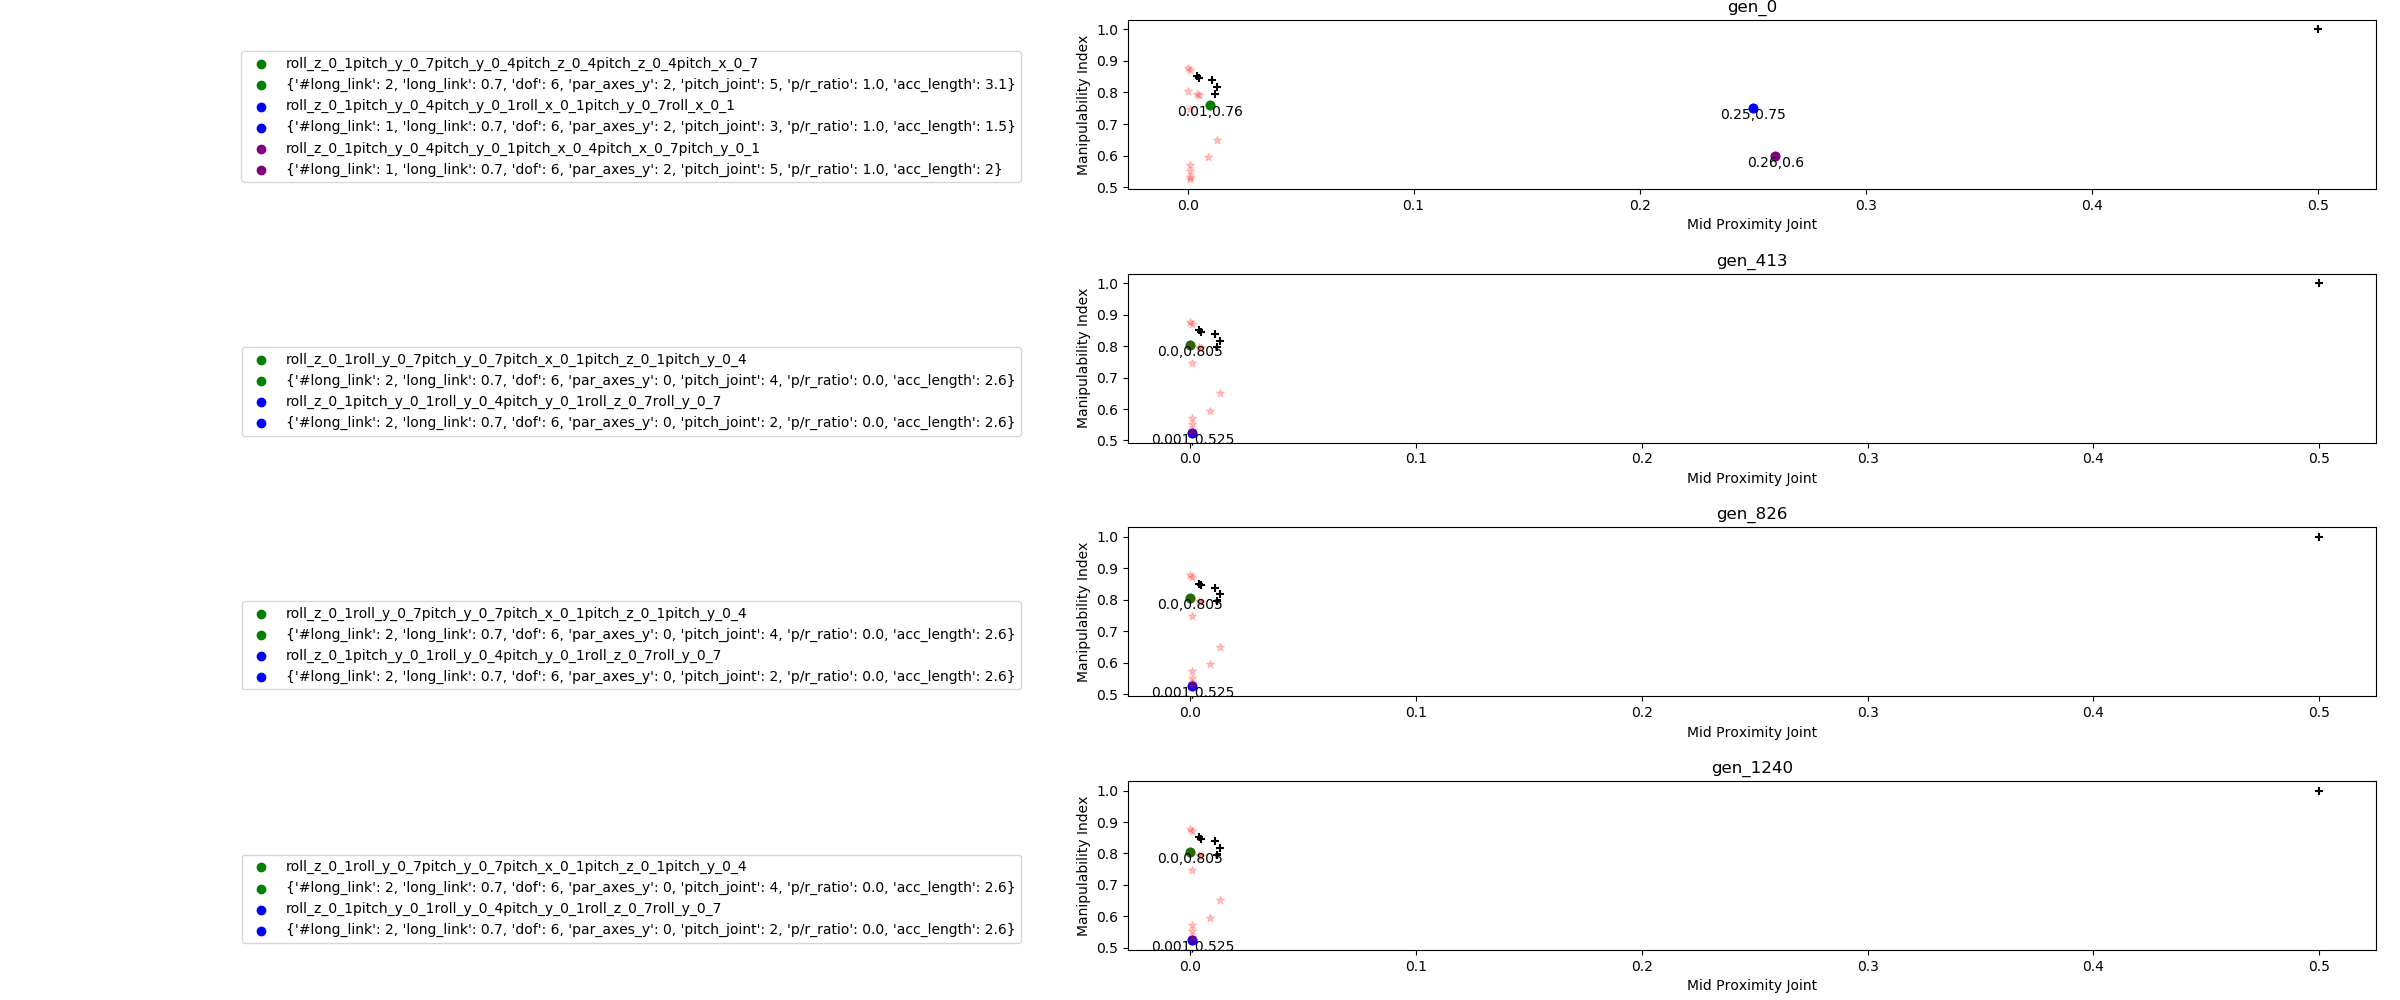 gen_0
roll_z_0_1pitch_y_0_7pitch_y_0_4pitch_z_0_4pitch_z_0_4pitch_x_0_7
{'#long_link': 2, 'long_link': 0.7, 'dof': 6, 'par_axes_y': 2, 'pitch_joint': 5, 'p/r_ratio': 1.0, 'acc_length': 3.1}
roll_z_0_1pitch_y_0_4pitch_y_0_1roll_x_0_1pitch_y_0_7roll_x_0_1
{'#long_link': 1, 'long_link': 0.7, 'dof': 6, 'par_axes_y': 2, 'pitch_joint': 3, 'p/r_ratio': 1.0, 'acc_length': 1.5}
roll_z_0_1pitch_y_0_4pitch_y_0_1pitch_x_0_4pitch_x_0_7pitch_y_0_1
{'#long_link': 1, 'long_link': 0.7, 'dof': 6, 'par_axes_y': 2, 'pitch_joint': 5, 'p/r_ratio': 1.0, 'acc_length': 2}
Manipulability Index
1.0
0.9
0.8
0.7
0.6
0.5
0.01,0.76
0.25,0.75
0.26,0.6
0.0 0.1 0.2 0.3 0.4 0.5
Mid Proximity Joint
gen_413
roll_z_0_1roll_y_0_7pitch_y_0_7pitch_x_0_1pitch_z_0_1pitch_y_0_4
{'#long_link': 2, 'long_link': 0.7, 'dof': 6, 'par_axes_y': 0, 'pitch_joint': 4, 'p/r_ratio': 0.0, 'acc_length': 2.6}
roll_z_0_1pitch_y_0_1roll_y_0_4pitch_y_0_1roll_z_0_7roll_y_0_7
{'#long_link': 2, 'long_link': 0.7, 'dof': 6, 'par_axes_y': 0, 'pitch_joint': 2, 'p/r_ratio': 0.0, 'acc_length': 2.6}
Manipulability Index
1.0
0.9
0.8
0.7
0.6
0.5
0.0,0.805
0.001,0.525
0.0 0.1 0.2 0.3 0.4 0.5
Mid Proximity Joint
gen_826
roll_z_0_1roll_y_0_7pitch_y_0_7pitch_x_0_1pitch_z_0_1pitch_y_0_4
{'#long_link': 2, 'long_link': 0.7, 'dof': 6, 'par_axes_y': 0, 'pitch_joint': 4, 'p/r_ratio': 0.0, 'acc_length': 2.6}
roll_z_0_1pitch_y_0_1roll_y_0_4pitch_y_0_1roll_z_0_7roll_y_0_7
{'#long_link': 2, 'long_link': 0.7, 'dof': 6, 'par_axes_y': 0, 'pitch_joint': 2, 'p/r_ratio': 0.0, 'acc_length': 2.6}
Manipulability Index
1.0
0.9
0.8
0.7
0.6
0.5
0.0,0.805
0.001,0.525
0.0 0.1 0.2 0.3 0.4 0.5
Mid Proximity Joint
gen_1240
roll_z_0_1roll_y_0_7pitch_y_0_7pitch_x_0_1pitch_z_0_1pitch_y_0_4
{'#long_link': 2, 'long_link': 0.7, 'dof': 6, 'par_axes_y': 0, 'pitch_joint': 4, 'p/r_ratio': 0.0, 'acc_length': 2.6}
roll_z_0_1pitch_y_0_1roll_y_0_4pitch_y_0_1roll_z_0_7roll_y_0_7
{'#long_link': 2, 'long_link': 0.7, 'dof': 6, 'par_axes_y': 0, 'pitch_joint': 2, 'p/r_ratio': 0.0, 'acc_length': 2.6}
Manipulability Index
1.0
0.9
0.8
0.7
0.6
0.5
0.0,0.805
0.001,0.525
0.0 0.1 0.2 0.3 0.4 0.5
Mid Proximity Joint